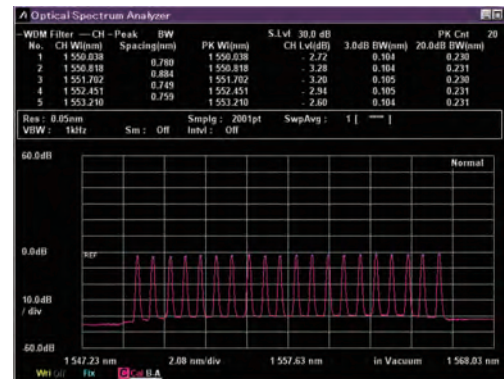 Optical Spectrum Analyzer
WDM Filter — CH - Peak BW S.Lvl 30.0 dB PK Cnt 20
No. CH Wl(nm) Spacing(nm) PK Wl(nm) CH Lvl(dB) 3.0dB BW(nm) 20.0dB BW(nm)
1 1 550.038 1 550.038 - 2.72 0.104 0.230
0.780
2 1 550.818 1 550.818 - 3.28 0.104 0.231
0.884
3 1 551.702 1 551.702 - 3.20 0.105 0.230
0.749
4 1 552.451 1 552.451 - 2.94 0.104 0.231
0.759
5 1 553.210 1 553.210 - 2.60 0.105 0.231
Res : 0.05nm Smplg : 2001pt SwpAvg : 1 [ — ]
VBW : 1kHz Sm : Off Intvl : Off
60.0dB
Normal
0.0dB REF
10.0dB
/ div
-60.0dB
1 547.23 nm 2.08 nm/div 1 557.63 nm in Vacuum 1 568.03 nm
Wri Off Fix C Cal B-A